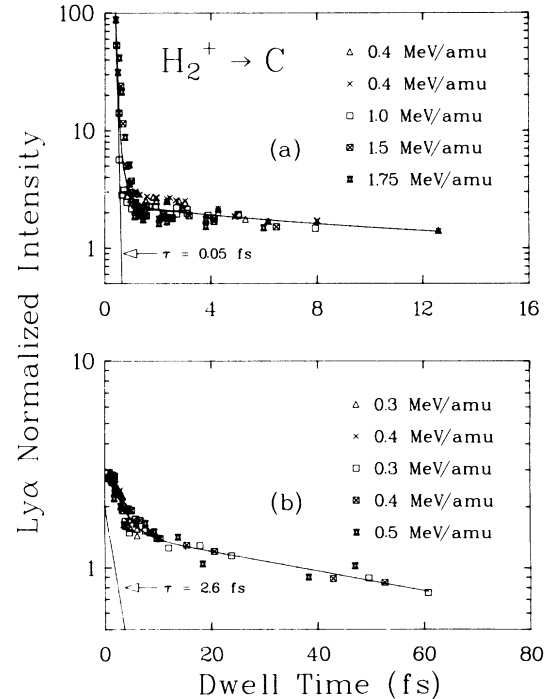 Lyα Normalized Intensity
100
10
1
H₂⁺ → C
(a)
0.4 MeV/amu
0.4 MeV/amu
1.0 MeV/amu
1.5 MeV/amu
1.75 MeV/amu
τ = 0.05 fs
0 4 8 12 16
10
1
(b)
0.3 MeV/amu
0.4 MeV/amu
0.3 MeV/amu
0.4 MeV/amu
0.5 MeV/amu
τ = 2.6 fs
0 20 40 60 80
Dwell Time (fs)